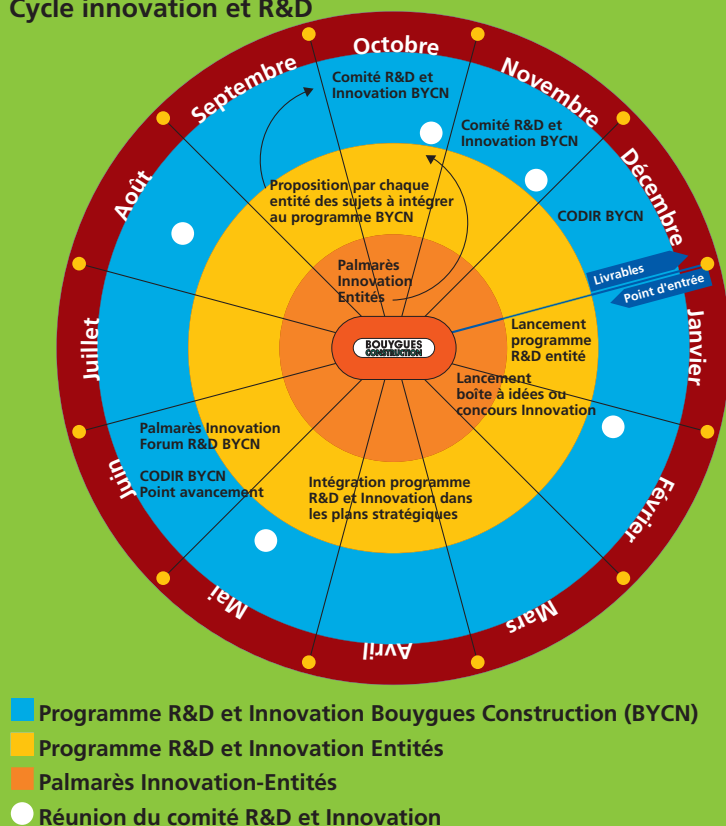 Cycle innovation et R&D
Octobre
Novembre
Décembre
Janvier
Février
Mars
Avril
Mai
Juin
Juillet
Août
Septembre
Comité R&D et
Innovation BYCN
Comité R&D et
Innovation BYCN
CODIR BYCN
Livrables
Point d'entrée
Proposition par chaque
entité des sujets à intégrer
au programme BYCN
Palmarès
Innovation
Entités
BOUYGUES
CONSTRUCTION
Lancement
programme
R&D entité
Lancement
boîte à idées ou
concours Innovation
Palmarès Innovation
Forum R&D BYCN
CODIR BYCN
Point avancement
Intégration programme
R&D et Innovation dans
les plans stratégiques
Programme R&D et Innovation Bouygues Construction (BYCN)
Programme R&D et Innovation Entités
Palmarès Innovation-Entités
Réunion du comité R&D et Innovation